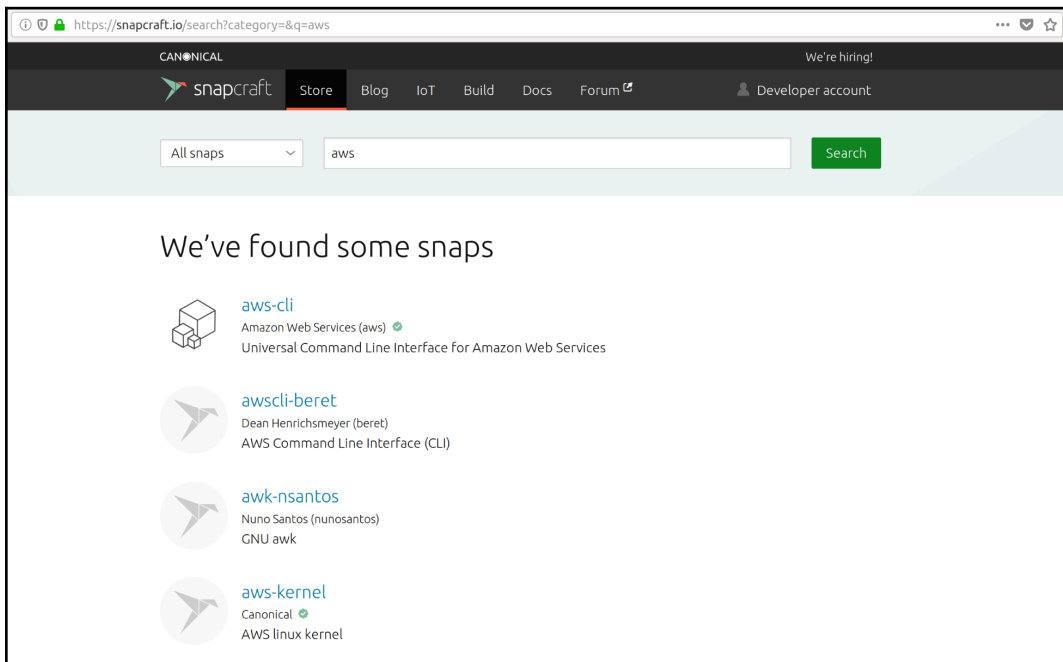 https://snapcraft.io/search?category=&q=aws
CANONICAL We're hiring!
snapcraft Store Blog IoT Build Docs Forum Developer account
All snaps aws Search
We've found some snaps
aws-cli
Amazon Web Services (aws)
Universal Command Line Interface for Amazon Web Services
awscli-beret
Dean Henrichsmeyer (beret)
AWS Command Line Interface (CLI)
awk-nsantos
Nuno Santos (nunosantos)
GNU awk
aws-kernel
Canonical
AWS linux kernel